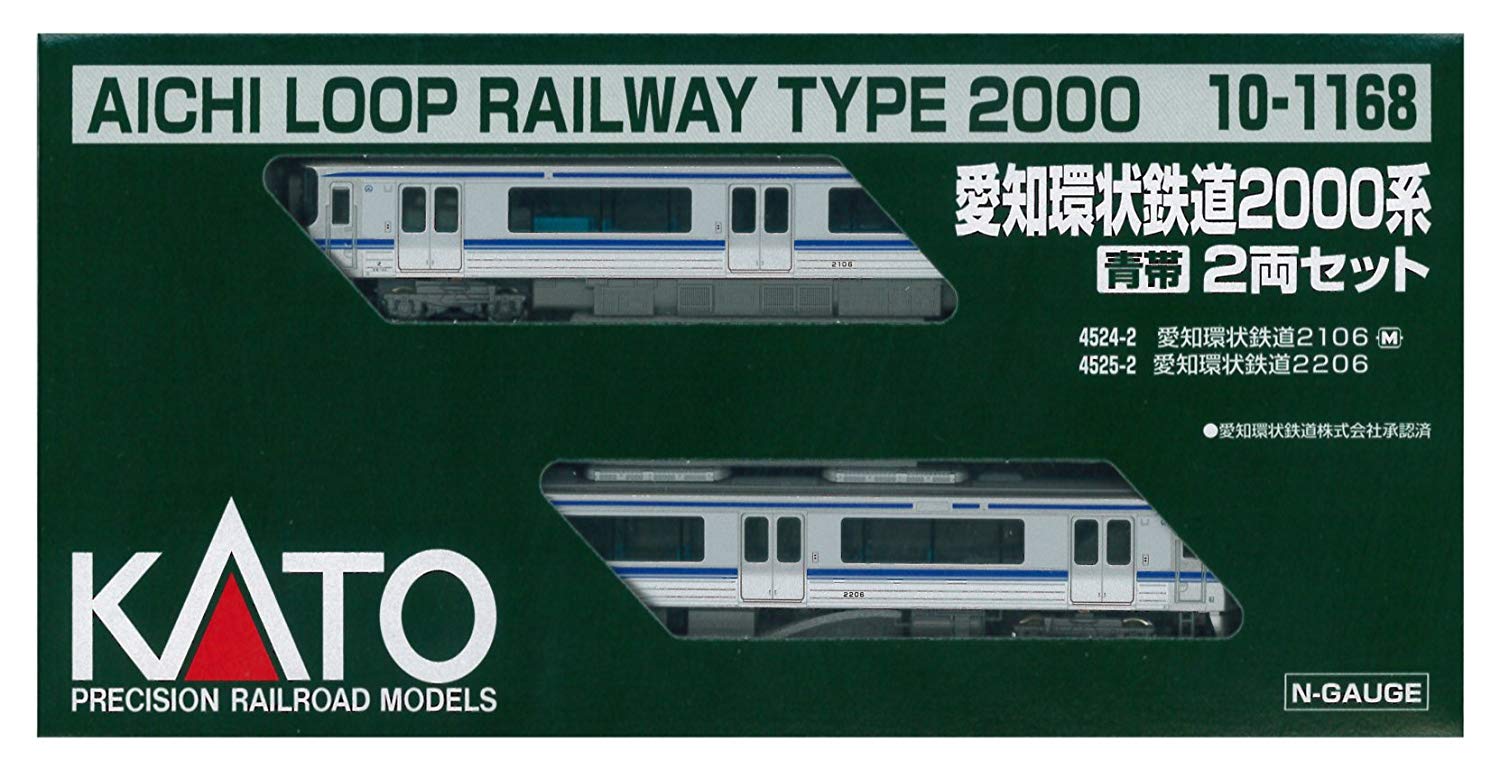 AICHI LOOP RAILWAY TYPE 2000 10-1168
愛知環状鉄道2000系
青帯 2両セット
4524-2 愛知環状鉄道2106 M
4525-2 愛知環状鉄道2206
●愛知環状鉄道株式会社承認済
2106
2206
KATO
PRECISION RAILROAD MODELS
N-GAUGE